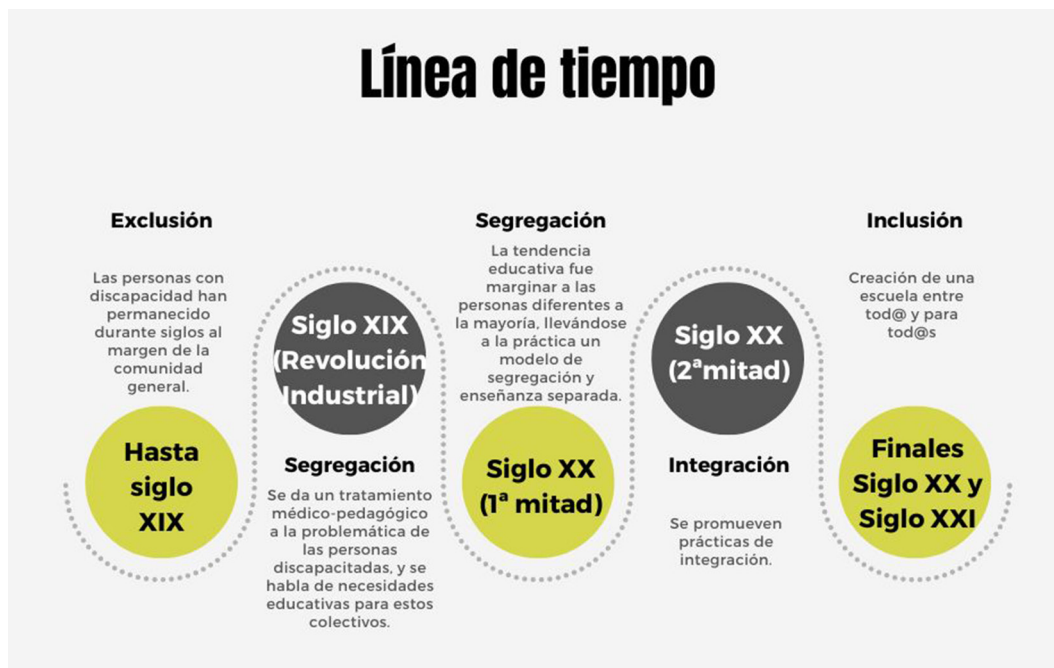 Línea de tiempo
Exclusión
Las personas con
discapacidad han
permanecido
durante siglos al
margen de la
comunidad
general.
Hasta
siglo
XIX
Siglo XIX
(Revolución
Industrial)
Segregación
Se da un tratamiento
médico-pedagógico
a la problemática de
las personas
discapacitadas, y se
habla de necesidades
educativas para estos
colectivos.
Segregación
La tendencia
educativa fue
marginar a las
personas diferentes a
la mayoría, llevándose
a la práctica un
modelo de
segregación y
enseñanza separada.
Siglo XX
(1ª mitad)
Siglo XX
(2ªmitad)
Integración
Se promueven
prácticas de
integración.
Inclusión
Creación de una
escuela entre
tod@ y para
tod@s
Finales
Siglo XX y
Siglo XXI